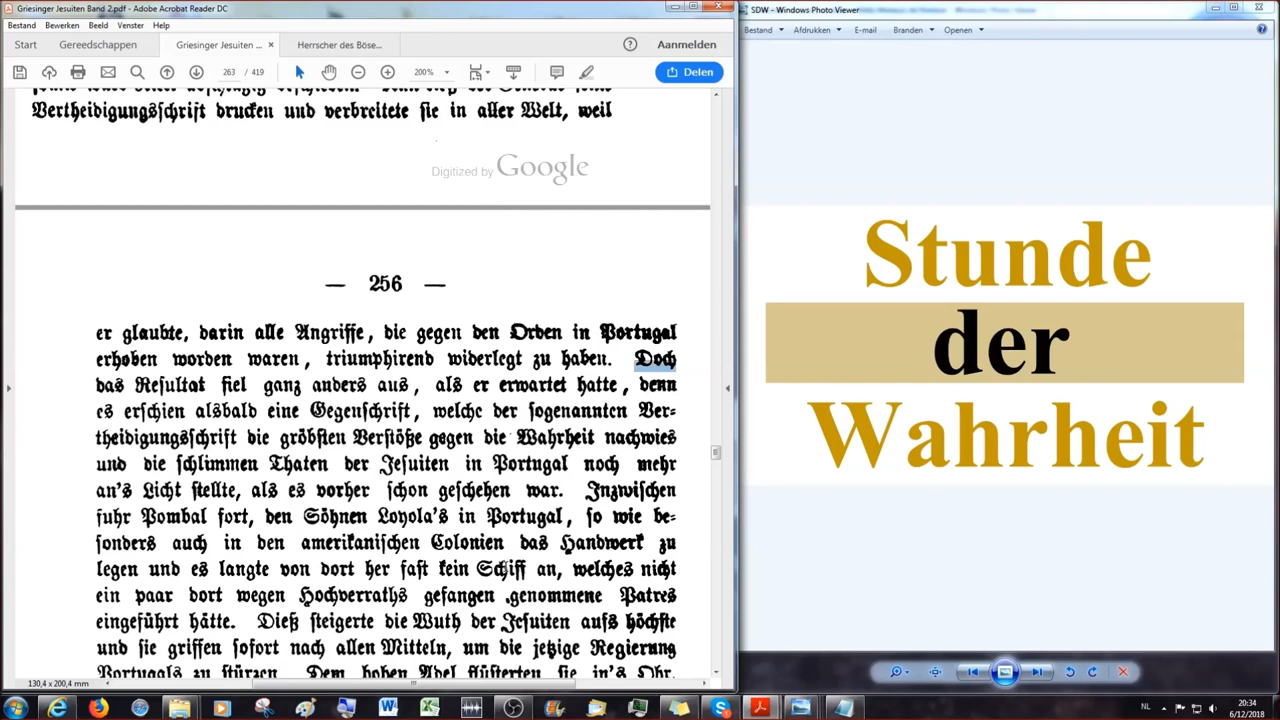 Griesinger Jesuiten Band 2.pdf - Adobe Acrobat Reader DC
Bestand Bewerken Beeld Venster Help
Start Gereedschappen Griesinger Jesuiten ... × Herrscher des Böse... Aanmelden
263 / 419 200% Delen
Vertheidigungsschrift drucken und verbreitete sie in aller Welt, weil
Digitized by Google
— 256 —
er glaubte, darin alle Angriffe, die gegen den Orden in Portugal
erhoben worden waren, triumphirend widerlegt zu haben. Doch
das Resultat fiel ganz anders aus, als er erwartet hatte, denn
es erschien alsbald eine Gegenschrift, welche der sogenannten Ver=
theidigungsschrift die gröbsten Verstöße gegen die Wahrheit nachwies
und die schlimmen Thaten der Jesuiten in Portugal noch mehr
an's Licht stellte, als es vorher schon geschehen war. Inzwischen
fuhr Pombal fort, den Söhnen Loyola's in Portugal, so wie be=
sonders auch in den amerikanischen Colonien das Handwerk zu
legen und es langte von dort her fast kein Schiff an, welches nicht
ein paar dort wegen Hochverraths gefangen genommene Patres
eingeführt hätte. Dieß steigerte die Wuth der Jesuiten aufs höchste
und sie griffen sofort nach allen Mitteln, um die jetzige Regierung
Portugals zu stürzen. Dem hohen Adel flüsterten sie in's Ohr,
130,4 x 200,4 mm
SDW - Windows Photo Viewer
Bestand Afdrukken E-mail Branden Openen
Stunde
der
Wahrheit
NL 20:34
6/12/2018